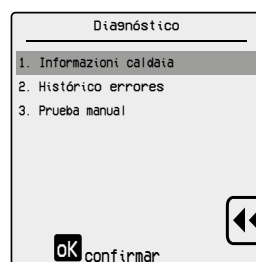 Diagnóstico
1. Informazioni caldaia
2. Histórico errores
3. Prueba manual
OK confirmar